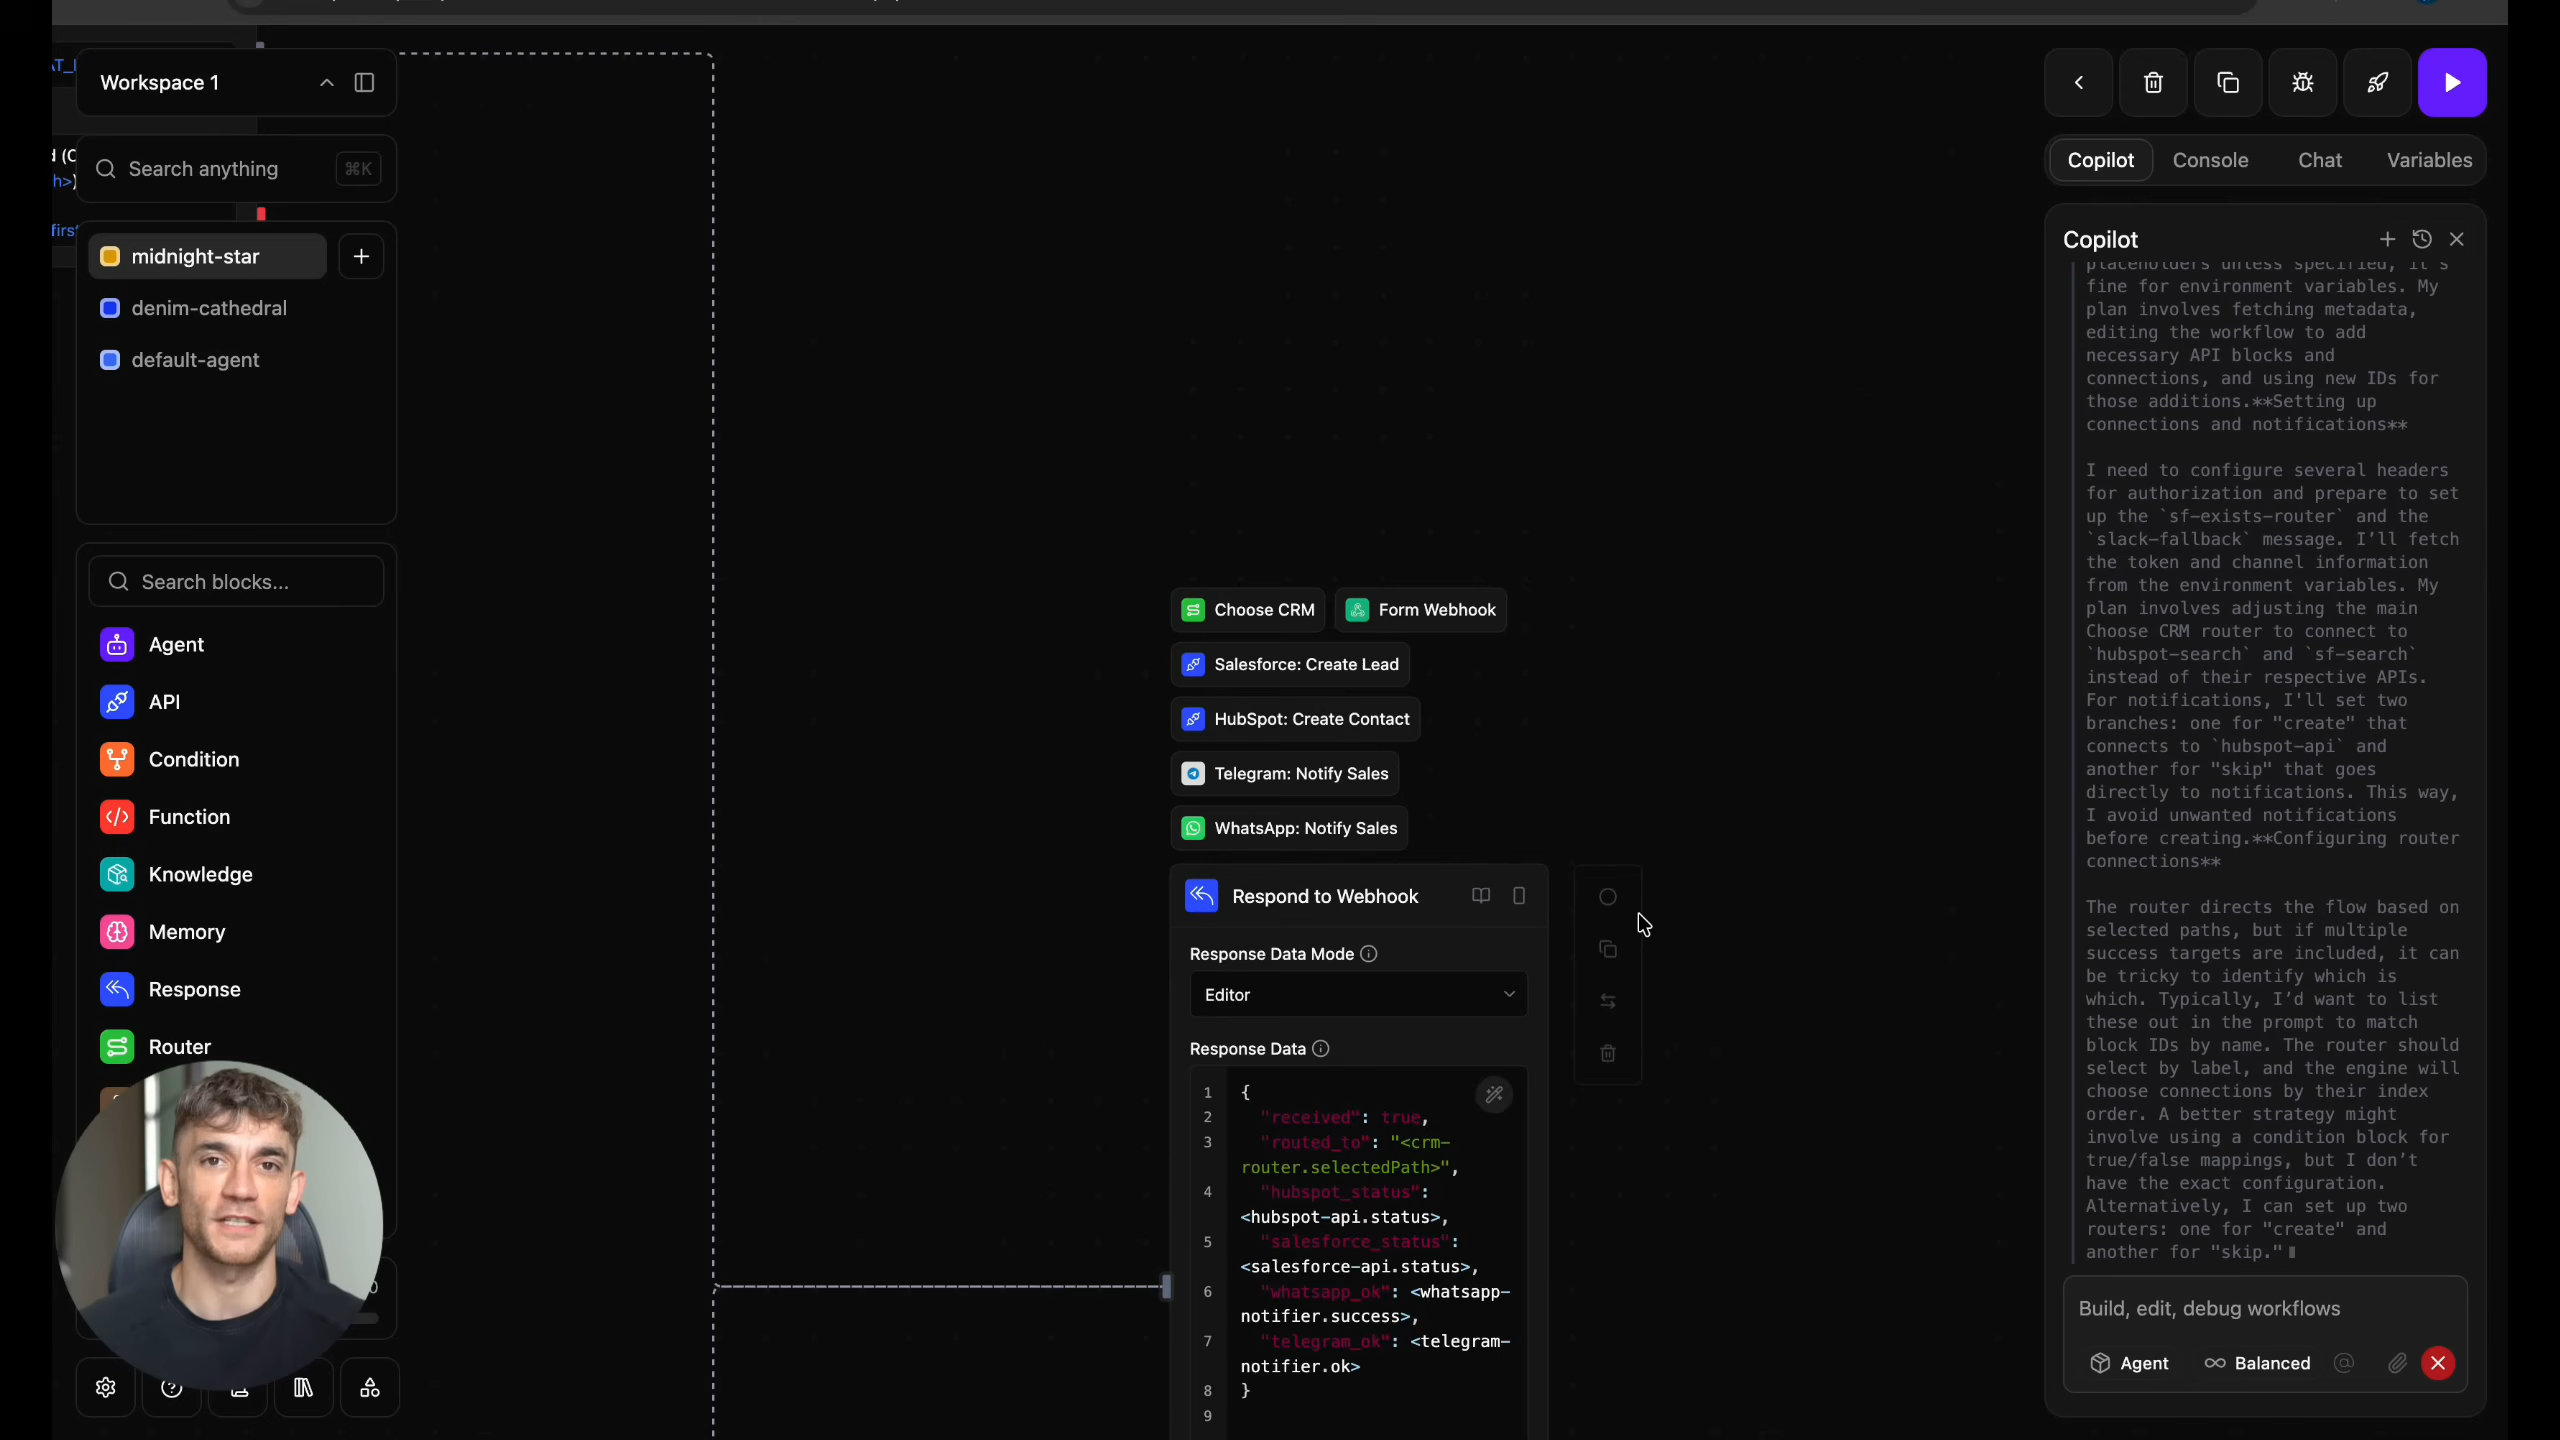 Workspace 1
Search anything
⌘K
midnight-star
denim-cathedral
default-agent
Search blocks...
Agent
API
Condition
Function
Knowledge
Memory
Response
Router
Choose CRM
Form Webhook
Salesforce: Create Lead
HubSpot: Create Contact
Telegram: Notify Sales
WhatsApp: Notify Sales
Respond to Webhook
Response Data Mode
Editor
Response Data
1 {
2 "received": true,
3 "routed_to": "<crm-
router.selectedPath>",
4 "hubspot_status":
<hubspot-api.status>,
5 "salesforce_status":
<salesforce-api.status>,
6 "whatsapp_ok": <whatsapp-
notifier.success>,
7 "telegram_ok": <telegram-
notifier.ok>
8 }
9
Copilot
Console
Chat
Variables
Copilot
placeholders unless specified, it's
fine for environment variables. My
plan involves fetching metadata,
editing the workflow to add
necessary API blocks and
connections, and using new IDs for
those additions.**Setting up
connections and notifications**
I need to configure several headers
for authorization and prepare to set
up the `sf-exists-router` and the
`slack-fallback` message. I’ll fetch
the token and channel information
from the environment variables. My
plan involves adjusting the main
Choose CRM router to connect to
`hubspot-search` and `sf-search`
instead of their respective APIs.
For notifications, I'll set two
branches: one for "create" that
connects to `hubspot-api` and
another for "skip" that goes
directly to notifications. This way,
I avoid unwanted notifications
before creating.**Configuring router
connections**
The router directs the flow based on
selected paths, but if multiple
success targets are included, it can
be tricky to identify which is
which. Typically, I’d want to list
these out in the prompt to match
block IDs by name. The router should
select by label, and the engine will
choose connections by their index
order. A better strategy might
involve using a condition block for
true/false mappings, but I don’t
have the exact configuration.
Alternatively, I can set up two
routers: one for "create" and
another for "skip."
Build, edit, debug workflows
Agent
Balanced